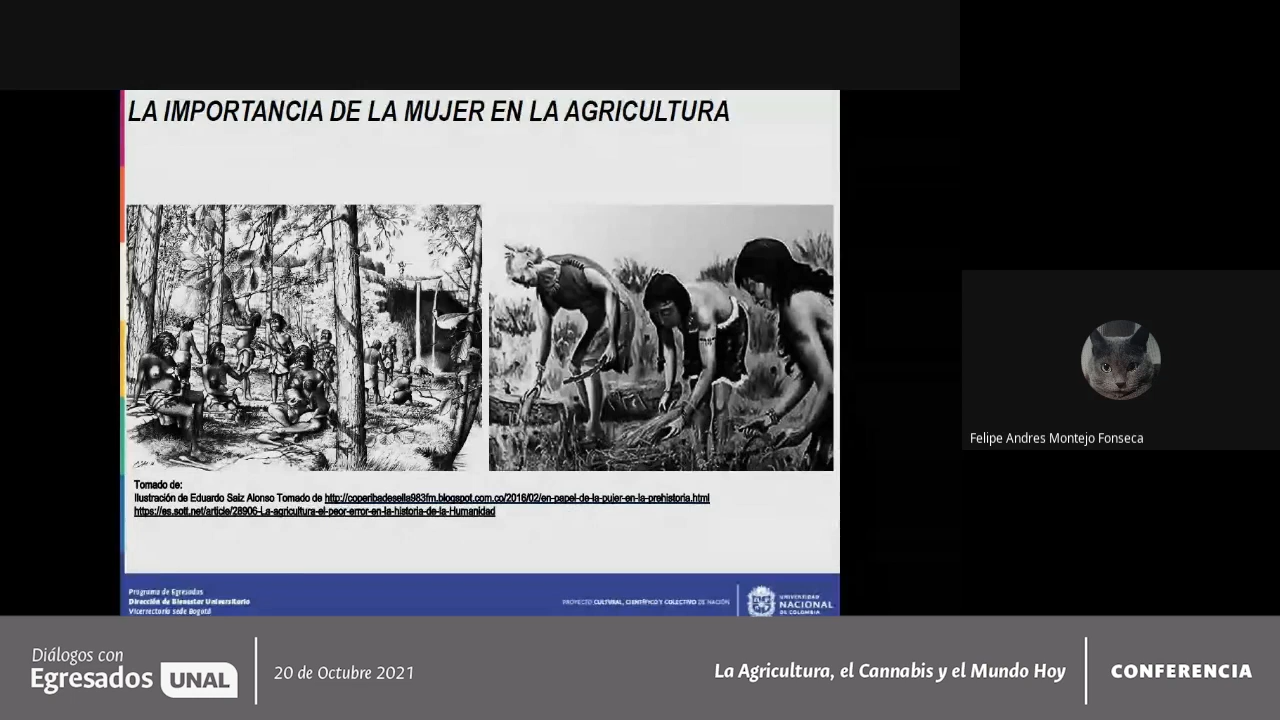 LA IMPORTANCIA DE LA MUJER EN LA AGRICULTURA
Tomado de:
Ilustración de Eduardo Saiz Alonso Tomado de http://coperibadesella983fm.blogspot.com.co/2016/02/en-papel-de-la-pujer-en-la-prehistoria.html
https://es.sott.net/article/28906-La-agricultura-el-peor-error-en-la-historia-de-la-Humanidad
Programa de Egresados
Dirección de Bienestar Universitario
Vicerrectoría sede Bogotá
PROYECTO CULTURAL, CIENTÍFICO Y COLECTIVO DE NACIÓN
UNIVERSIDAD
NACIONAL
DE COLOMBIA
Felipe Andres Montejo Fonseca
Diálogos con
Egresados UNAL
20 de Octubre 2021
La Agricultura, el Cannabis y el Mundo Hoy
CONFERENCIA